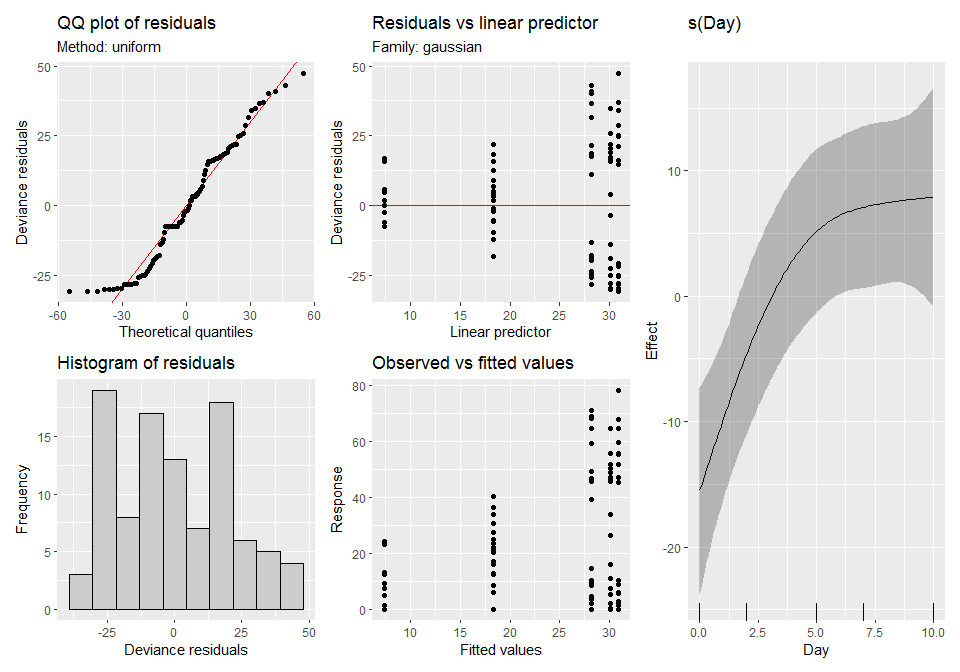 QQ plot of residuals
Method: uniform
50
25
0
-25
-60
-30
0
30
60
Deviance residuals
Theoretical quantiles
Residuals vs linear predictor
Family: gaussian
50
25
0
-25
10
15
20
25
30
Deviance residuals
Linear predictor
Histogram of residuals
15
10
5
0
-25
0
25
50
Frequency
Deviance residuals
Observed vs fitted values
80
60
40
20
0
10
15
20
25
30
Response
Fitted values
s(Day)
10
0
-10
-20
0.0
2.5
5.0
7.5
10.0
Effect
Day